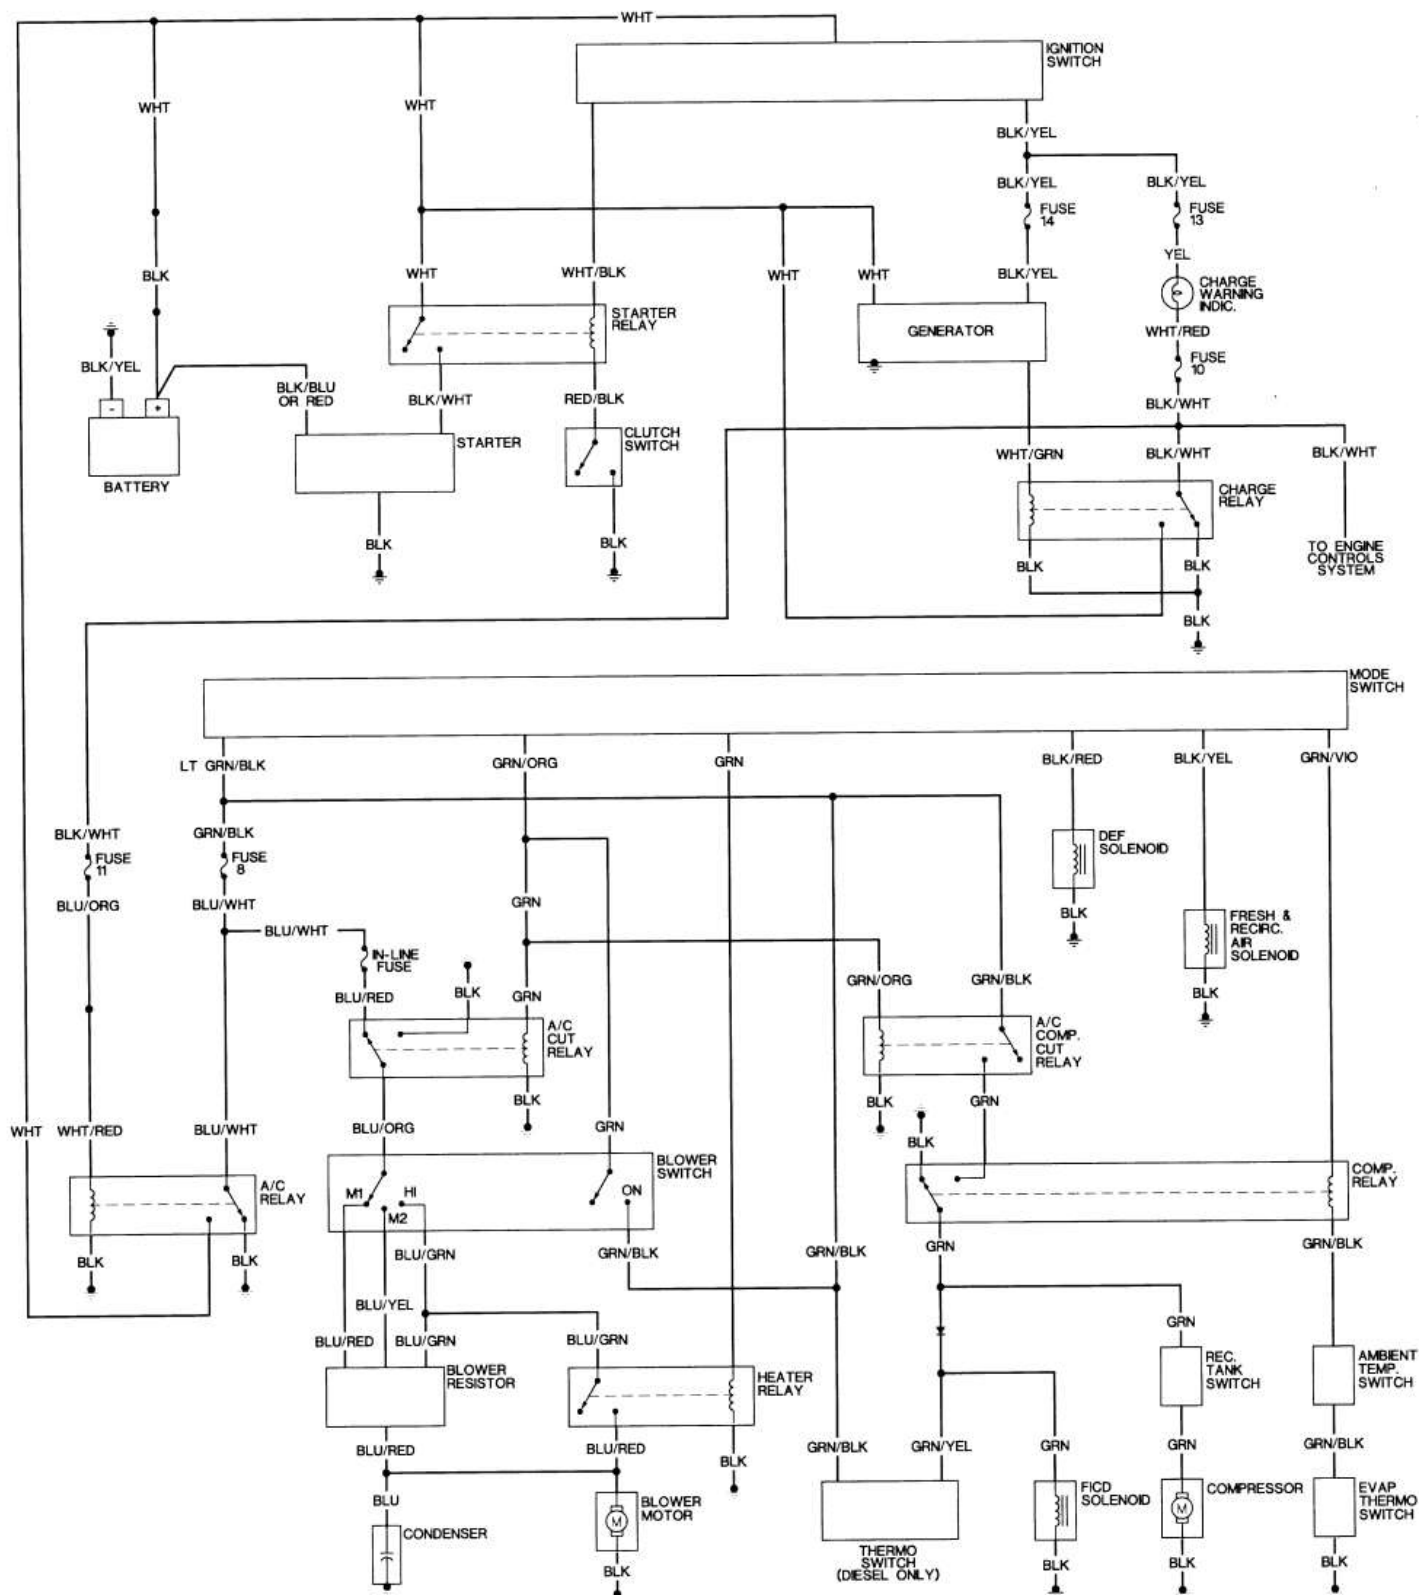 WHT
IGNITION
SWITCH
WHT
WHT
BLK/YEL
BLK/YEL
BLK/YEL
FUSE
14
FUSE
13
BLK
WHT
WHT/BLK
WHT
WHT
BLK/YEL
YEL
STARTER
RELAY
CHARGE
WARNING
INDIC.
GENERATOR
WHT/RED
BLK/YEL
FUSE
10
BLK/BLU
OR RED
BLK/WHT
RED/BLK
BLK/WHT
-
+
STARTER
CLUTCH
SWITCH
WHT/GRN
BLK/WHT
BLK/WHT
BATTERY
CHARGE
RELAY
BLK
BLK
BLK
BLK
TO ENGINE
CONTROLS
SYSTEM
BLK
MODE
SWITCH
LT GRN/BLK
GRN/ORG
GRN
BLK/RED
BLK/YEL
GRN/VIO
BLK/WHT
GRN/BLK
DEF
SOLENOID
FUSE
11
FUSE
8
BLU/ORG
BLU/WHT
GRN
BLK
BLU/WHT
FRESH &
RECIRC.
AIR
SOLENOID
IN-LINE
FUSE
BLU/RED
BLK
GRN
GRN/ORG
GRN/BLK
BLK
A/C
CUT
RELAY
A/C
COMP.
CUT
RELAY
BLK
BLK
GRN
WHT
WHT/RED
BLU/WHT
BLU/ORG
GRN
BLK
BLOWER
SWITCH
COMP.
RELAY
A/C
RELAY
M1
HI
ON
M2
BLK
BLK
BLU/GRN
GRN/BLK
GRN/BLK
GRN
GRN/BLK
BLU/YEL
BLU/RED
BLU/GRN
BLU/GRN
GRN
BLOWER
RESISTOR
HEATER
RELAY
REC.
TANK
SWITCH
AMBIENT
TEMP.
SWITCH
BLU/RED
BLU/RED
BLK
GRN/BLK
GRN/YEL
GRN
GRN
GRN/BLK
BLU
BLOWER
MOTOR
M
FICD
SOLENOID
COMPRESSOR
M
EVAP
THERMO
SWITCH
CONDENSER
THERMO
SWITCH
(DIESEL ONLY)
BLK
BLK
BLK
BLK